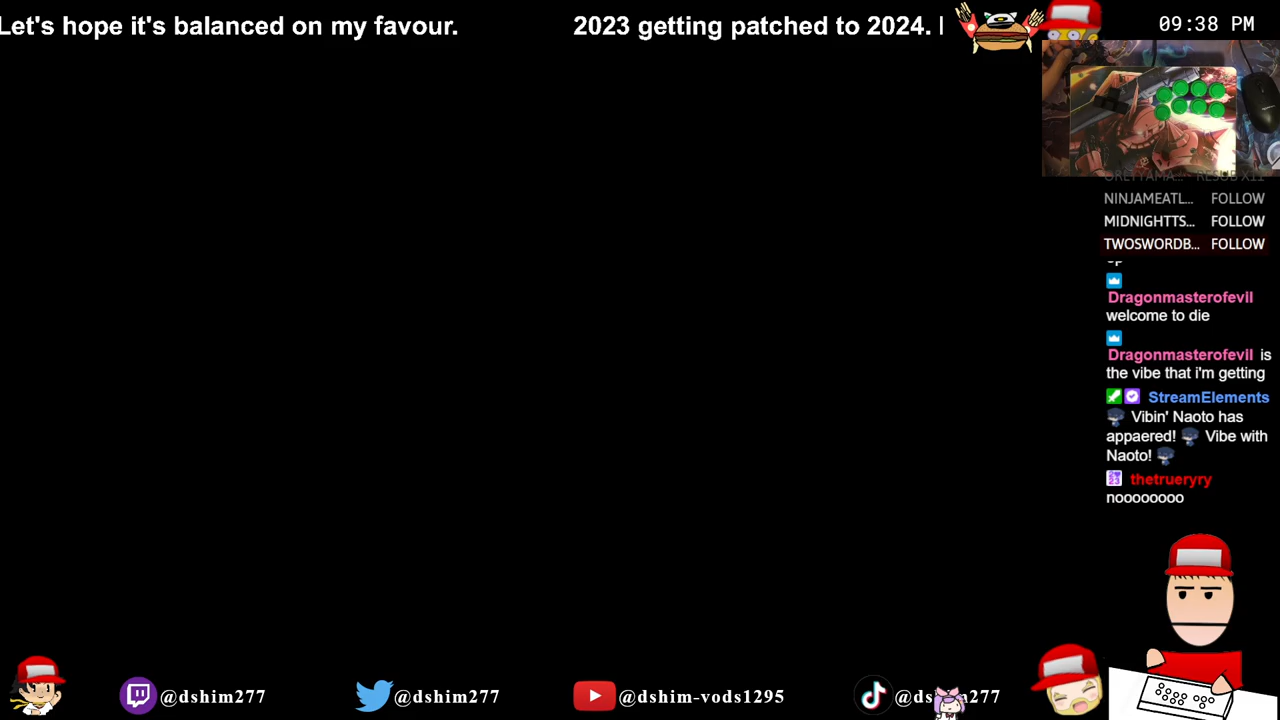 Let's hope it's balanced on my favour. 2023 getting patched to 2024.
09:38 PM
RESUB X11
NINJAMEATL... FOLLOW
MIDNIGHTTS... FOLLOW
TWOSWORDB... FOLLOW
Dragonmasterofevil
welcome to die
Dragonmasterofevil is
the vibe that i'm getting
StreamElements
Vibin' Naoto has
appaered! Vibe with
Naoto!
thetrueryry
noooooooo
@dshim277
@dshim277
@dshim-vods1295